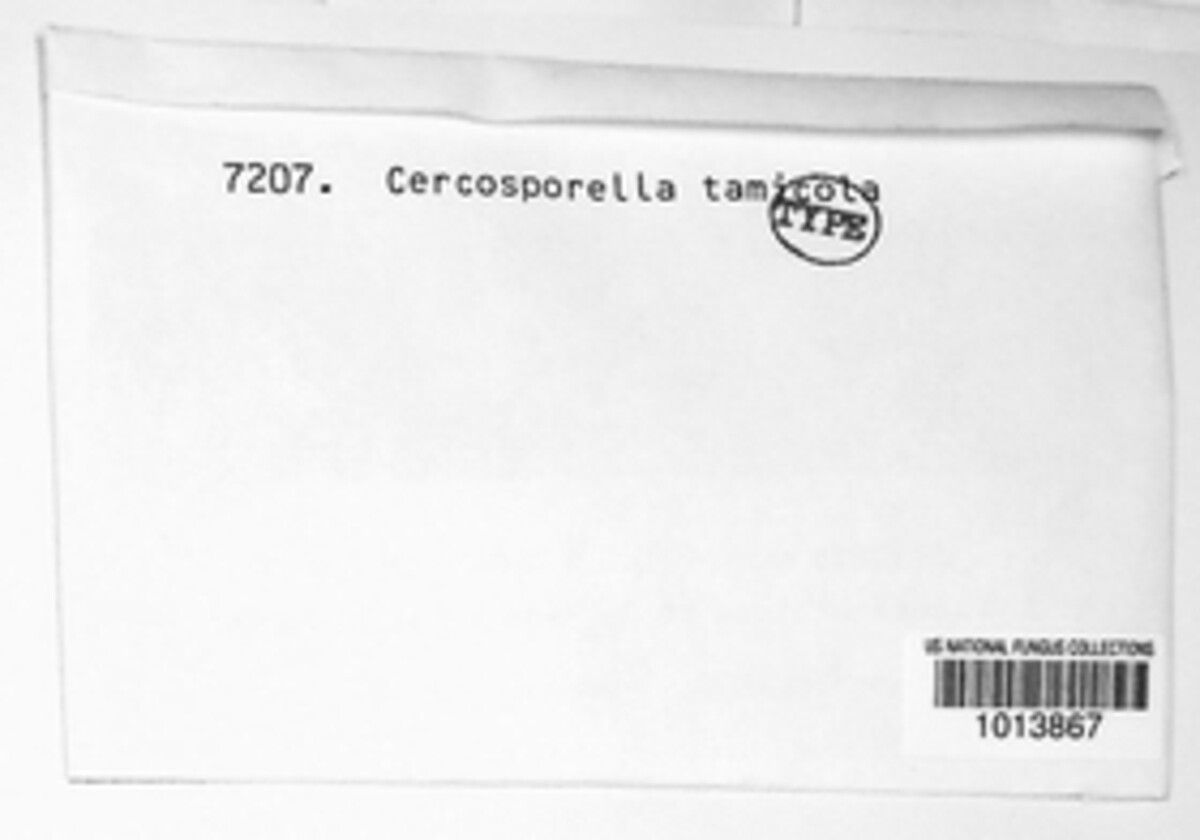 7207. Cercosporella tamicola
TYPE
US NATIONAL FUNGUS COLLECTIONS
1013867